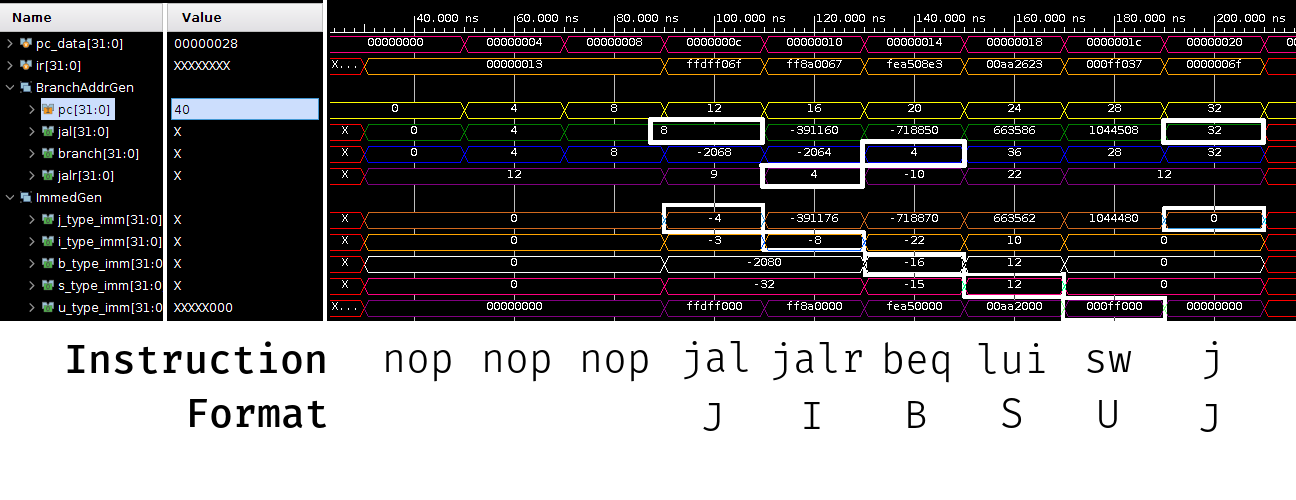 Name Value 40.000 ns 60.000 ns 80.000 ns 100.000 ns 120.000 ns 140.000 ns 160.000 ns 180.000 ns 200.000 ns
pc_data[31:0] 00000028 00000000 00000004 00000008 0000000c 00000010 00000014 00000018 0000001c 00000020 00
ir[31:0] XXXXXXXX X... 00000013 ffdff06f ff8a0067 fea508e3 00aa2623 000ff037 0000006f
BranchAddrGen
pc[31:0] 40 0 4 8 12 16 20 24 28 32
jal[31:0] X X 0 4 8 -391160 -718850 663586 1044508 32
branch[31:0] X X 0 4 8 -2068 -2064 4 36 28 32
jalr[31:0] X X 12 9 4 -10 22 12
ImmedGen
j_type_imm[31:0] X 0 -4 -391176 -718870 663562 1044480 0
i_type_imm[31:0] X 0 -3 -8 -22 10 0
b_type_imm[31:0 X 0 -2080 -16 12 0
s_type_imm[31:0 X 0 -32 -15 12 0
u_type_imm[31:0 XXXXX000 X... 00000000 ffdff000 ff8a0000 fea50000 00aa2000 000ff000 00000000
Instruction nop nop nop jal jalr beq lui sw j
Format J I B S U J